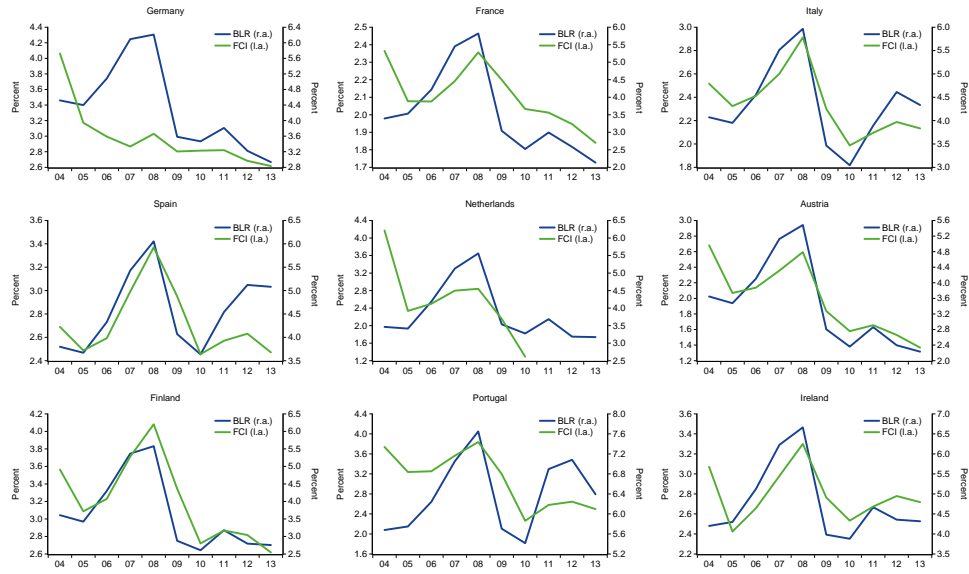 Germany
4.4 6.4
4.2 6.0
4.0 5.6
3.8 5.2
3.6 4.8
3.4 4.4
3.2 4.0
3.0 3.6
2.8 3.2
2.6 2.8
Percent
Percent
BLR (r.a.)
FCI (l.a.)
04 05 06 07 08 09 10 11 12 13
France
2.5 6.0
2.4 5.5
2.3 5.0
2.2 4.5
2.1 4.0
2.0 3.5
1.9 3.0
1.8 2.5
1.7 2.0
Percent
Percent
BLR (r.a.)
FCI (l.a.)
04 05 06 07 08 09 10 11 12 13
Italy
3.0 6.0
2.8 5.5
2.6 5.0
2.4 4.5
2.2 4.0
2.0 3.5
1.8 3.0
Percent
Percent
BLR (r.a.)
FCI (l.a.)
04 05 06 07 08 09 10 11 12 13
Spain
3.6 6.5
3.4 6.0
3.2 5.5
3.0 5.0
2.8 4.5
2.6 4.0
2.4 3.5
Percent
Percent
BLR (r.a.)
FCI (l.a.)
04 05 06 07 08 09 10 11 12 13
Netherlands
4.4 6.5
4.0 6.0
3.6 5.5
3.2 5.0
2.8 4.5
2.4 4.0
2.0 3.5
1.6 3.0
1.2 2.5
Percent
Percent
BLR (r.a.)
FCI (l.a.)
04 05 06 07 08 09 10 11 12 13
Austria
3.0 5.6
2.8 5.2
2.6 4.8
2.4 4.4
2.2 4.0
2.0 3.6
1.8 3.2
1.6 2.8
1.4 2.4
1.2 2.0
Percent
Percent
BLR (r.a.)
FCI (l.a.)
04 05 06 07 08 09 10 11 12 13
Finland
4.2 6.5
4.0 6.0
3.8 5.5
3.6 5.0
3.4 4.5
3.2 4.0
3.0 3.5
2.8 3.0
2.6 2.5
Percent
Percent
BLR (r.a.)
FCI (l.a.)
04 05 06 07 08 09 10 11 12 13
Portugal
4.4 8.0
4.0 7.6
3.6 7.2
3.2 6.8
2.8 6.4
2.4 6.0
2.0 5.6
1.6 5.2
Percent
Percent
BLR (r.a.)
FCI (l.a.)
04 05 06 07 08 09 10 11 12 13
Ireland
3.6 7.0
3.4 6.5
3.2 6.0
3.0 5.5
2.8 5.0
2.6 4.5
2.4 4.0
2.2 3.5
Percent
Percent
BLR (r.a.)
FCI (l.a.)
04 05 06 07 08 09 10 11 12 13